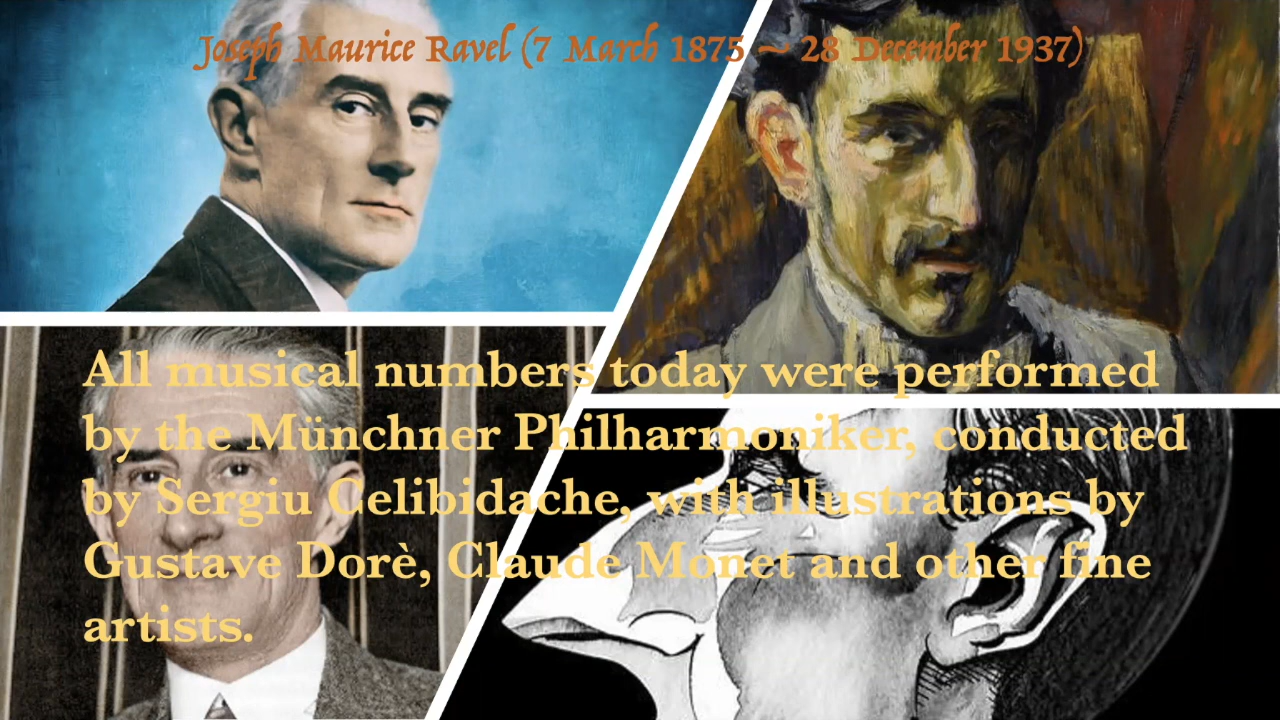 Joseph Maurice Ravel (7 March 1875 ~ 28 December 1937)
All musical numbers today were performed
by the Münchner Philharmoniker, conducted
by Sergiu Celibidache, with illustrations by
Gustave Dorè, Claude Monet and other fine
artists.